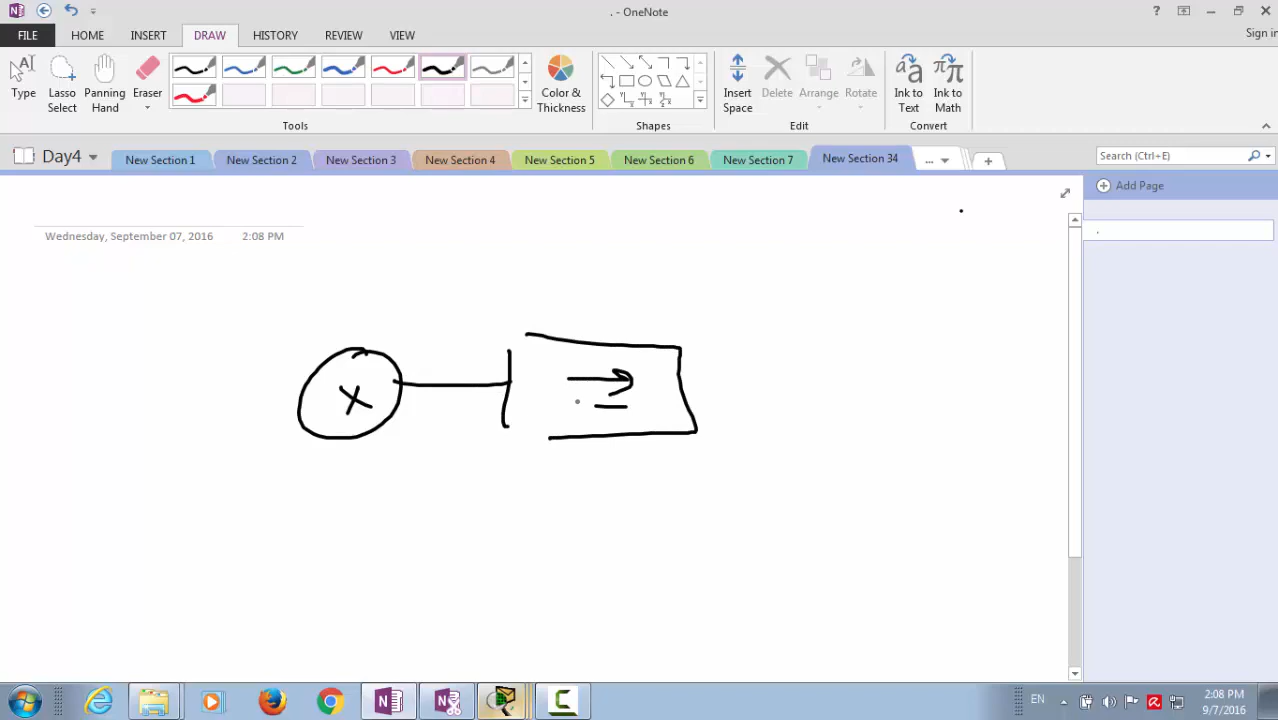 . - OneNote
? Sign in
FILE HOME INSERT DRAW HISTORY REVIEW VIEW
Type Lasso Select Panning Hand Eraser Color & Thickness Insert Space Delete Arrange Rotate Ink to Text Ink to Math
Tools Shapes Edit Convert
Day4 New Section 1 New Section 2 New Section 3 New Section 4 New Section 5 New Section 6 New Section 7 New Section 34 ... Search (Ctrl+E)
Add Page
.
Wednesday, September 07, 2016 2:08 PM
X
EN 2:08 PM
9/7/2016